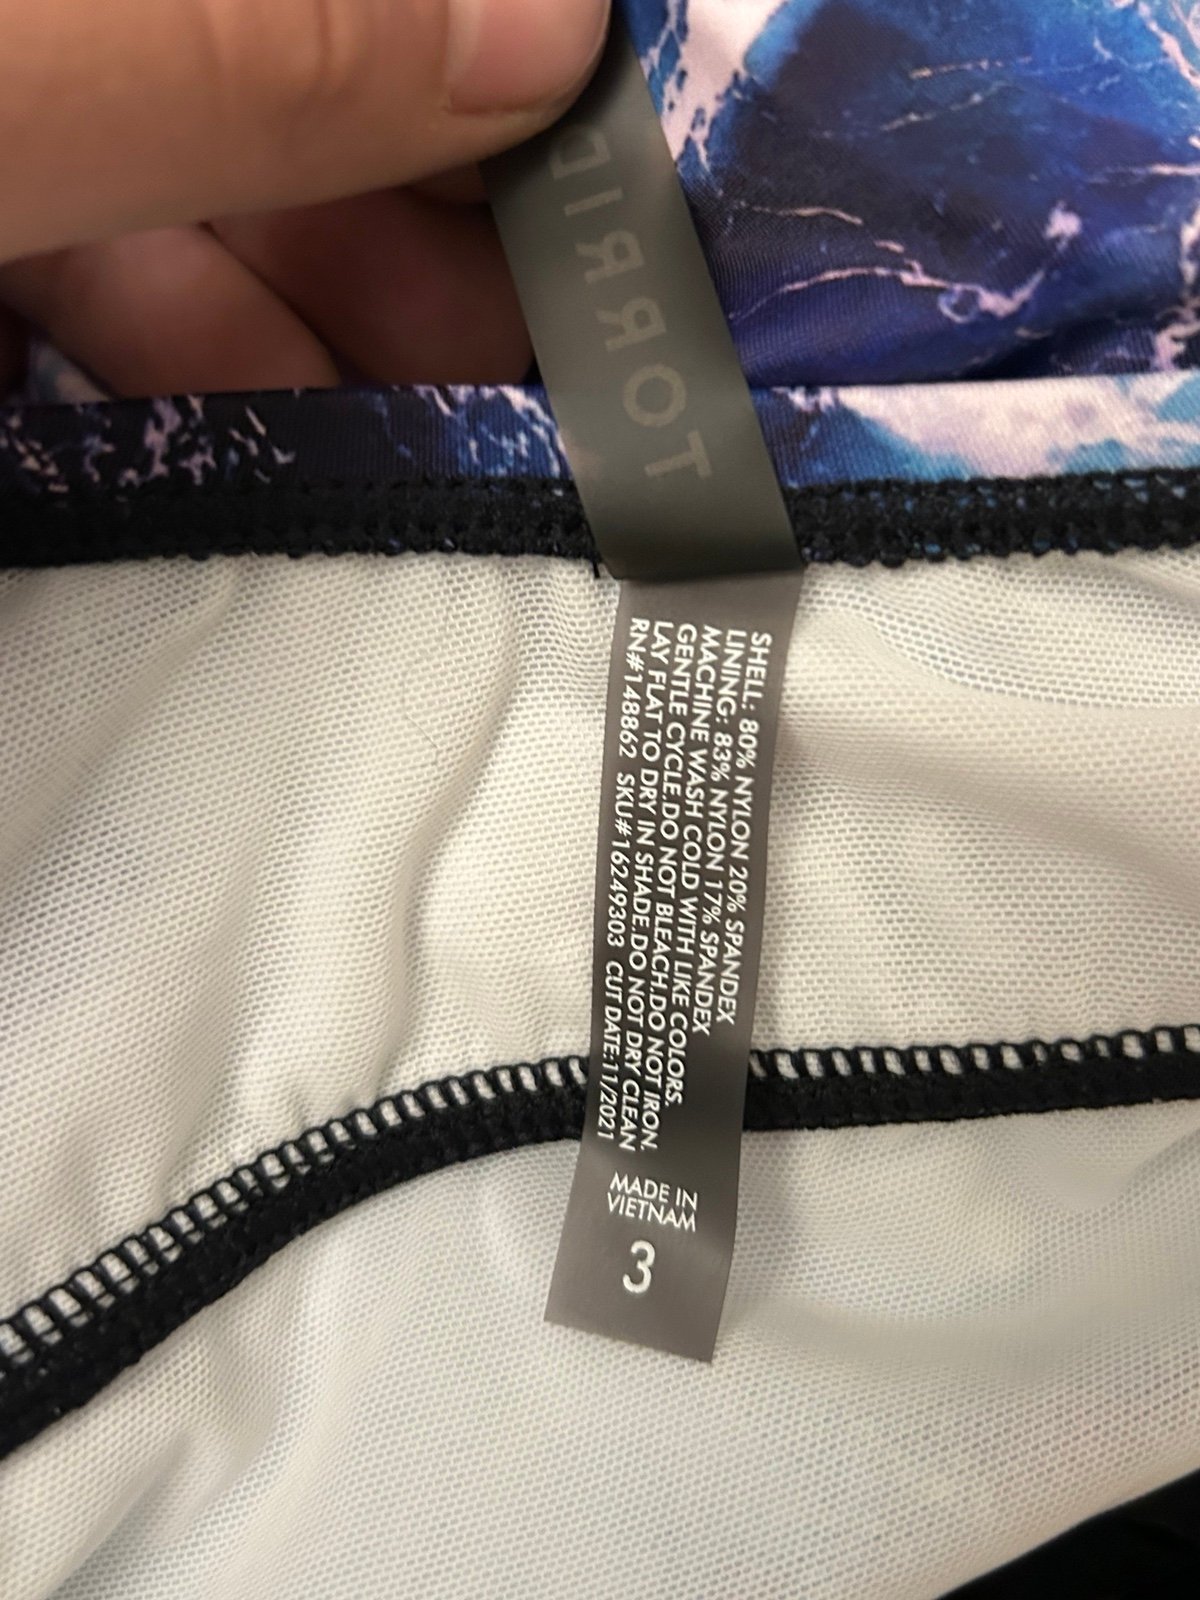 TORRID
SHELL: 80% NYLON 20% SPANDEX
LINING: 83% NYLON 17% SPANDEX
MACHINE WASH COLD WITH LIKE COLORS.
GENTLE CYCLE.DO NOT BLEACH.DO NOT IRON.
LAY FLAT TO DRY IN SHADE.DO NOT DRY CLEAN
RN#148862 SKU#16249303 CUT DATE:11/2021
MADE IN
VIETNAM
3